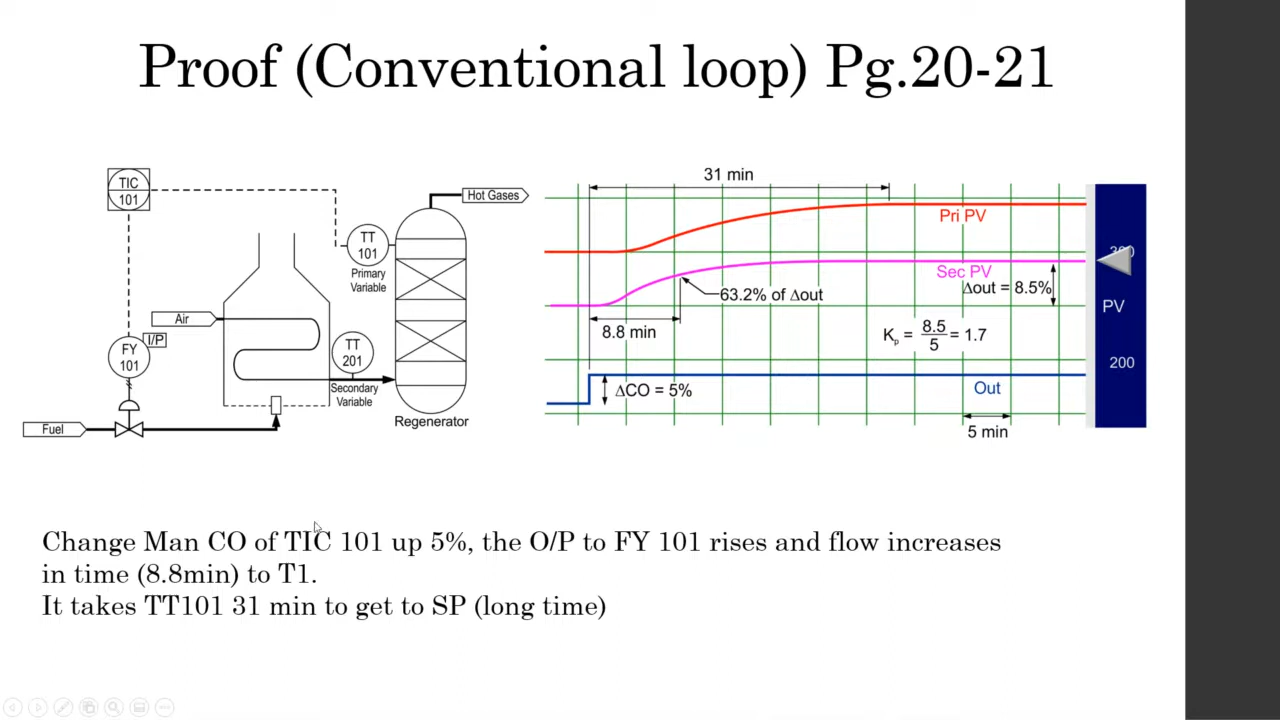 Proof (Conventional loop) Pg.20-21
TIC
101
TT
101
Primary
Variable
Hot Gases
Air
FY
101
I/P
TT
201
Secondary
Variable
Fuel
Regenerator
31 min
Pri PV
Sec PV
Δout = 8.5%
63.2% of Δout
8.8 min
Kp = 8.5/5 = 1.7
ΔCO = 5%
Out
5 min
PV
200
Change Man CO of TIC 101 up 5%, the O/P to FY 101 rises and flow increases
in time (8.8min) to T1.
It takes TT101 31 min to get to SP (long time)